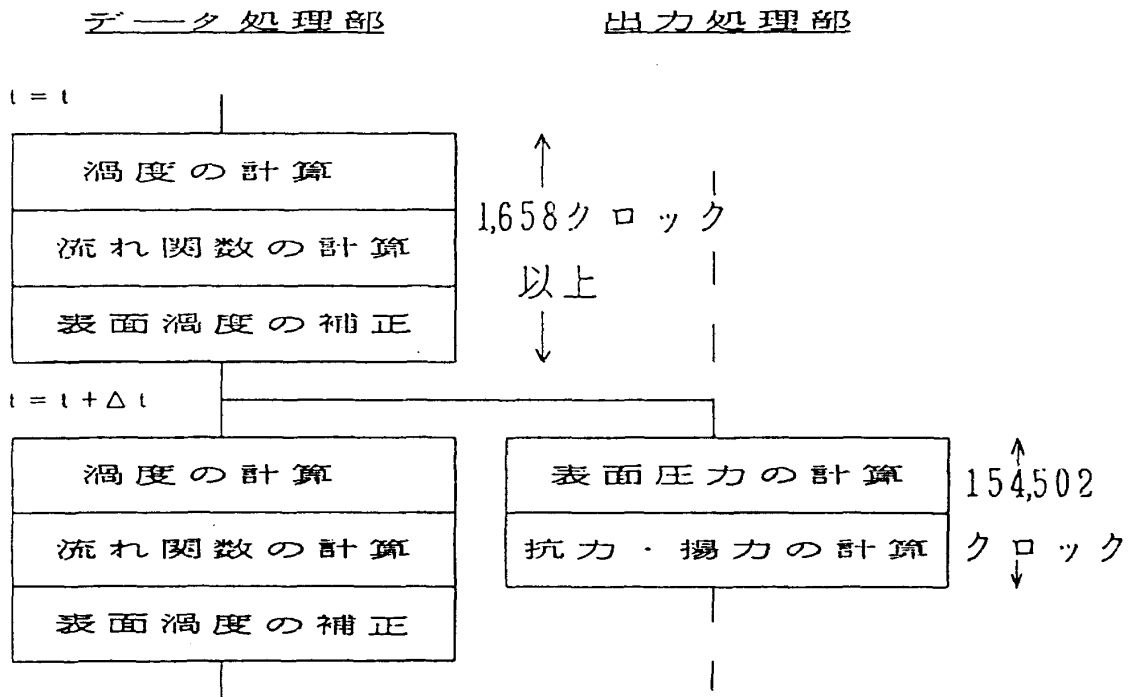 データ処理部
出力処理部
t = t
渦度の計算
流れ関数の計算
表面渦度の補正
1,658クロック
以上
t = t + Δ t
渦度の計算
流れ関数の計算
表面渦度の補正
表面圧力の計算
抗力・揚力の計算
154,502
クロック